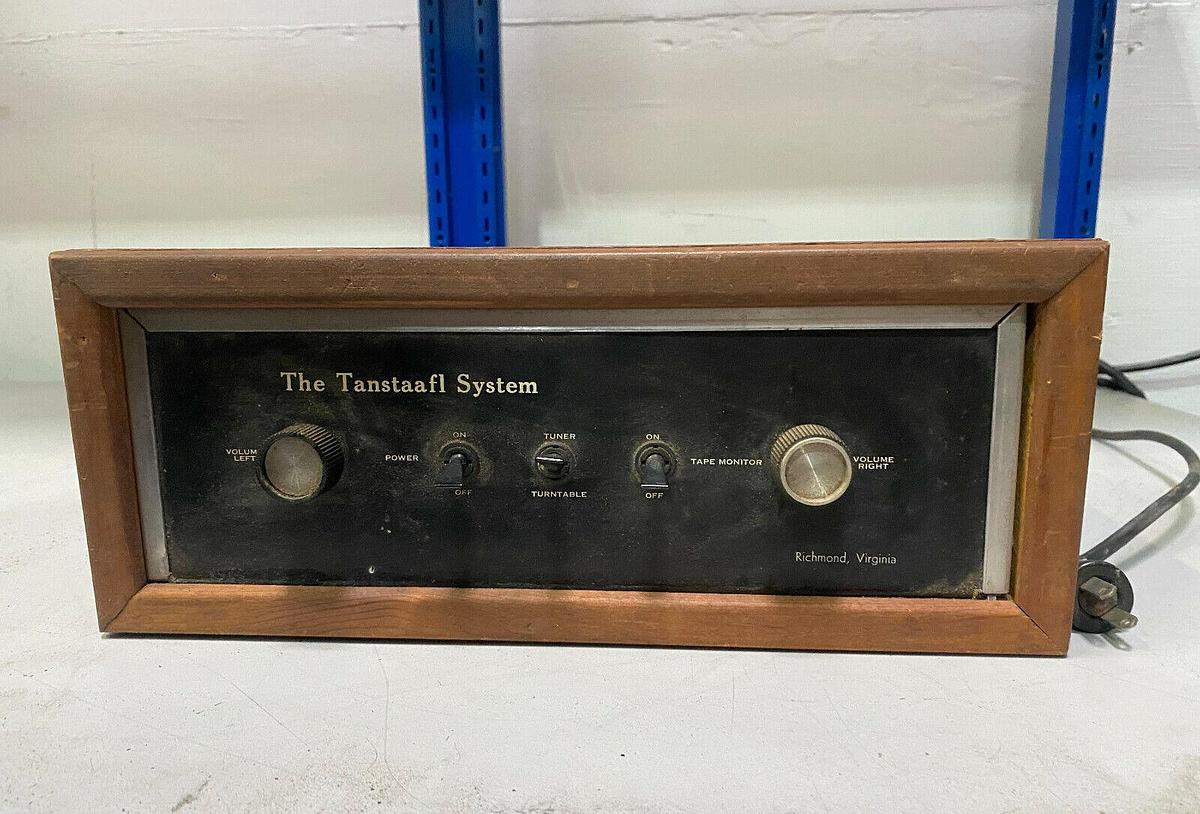 The Tanstaafl System
VOLUM
LEFT
POWER
ON
OFF
TUNER
TURNTABLE
ON
OFF
TAPE MONITOR
VOLUME
RIGHT
Richmond, Virginia